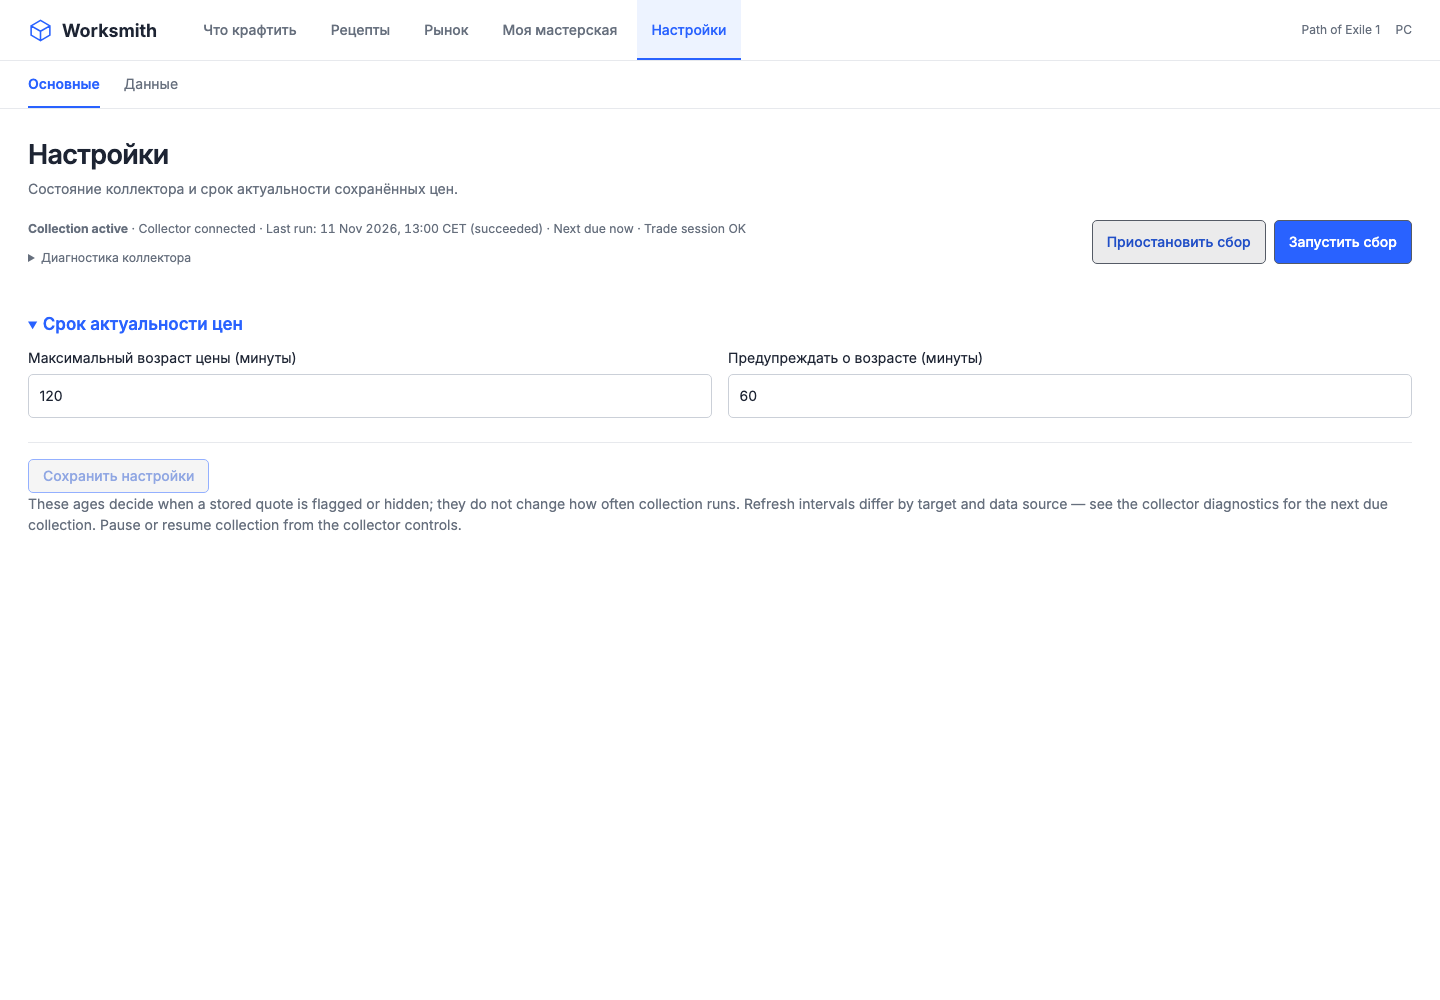 Worksmith
Что крафтить
Рецепты
Рынок
Моя мастерская
Настройки
Path of Exile 1
PC
Основные
Данные
Настройки
Состояние коллектора и срок актуальности сохранённых цен.
Collection active · Collector connected · Last run: 11 Nov 2026, 13:00 CET (succeeded) · Next due now · Trade session OK
Диагностика коллектора
Приостановить сбор
Запустить сбор
Срок актуальности цен
Максимальный возраст цены (минуты)
120
Предупреждать о возрасте (минуты)
60
Сохранить настройки
These ages decide when a stored quote is flagged or hidden; they do not change how often collection runs. Refresh intervals differ by target and data source — see the collector diagnostics for the next due
collection. Pause or resume collection from the collector controls.